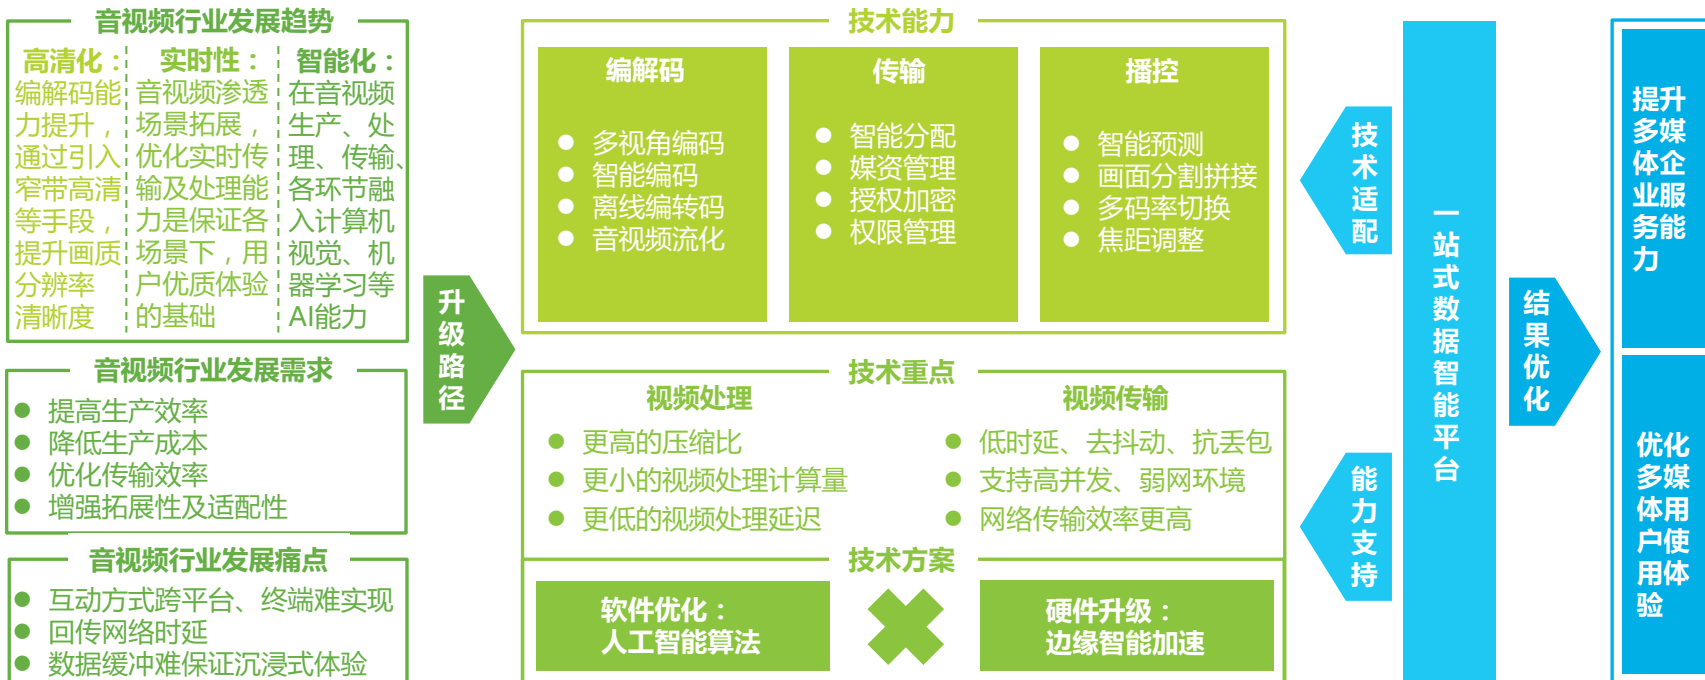 音视频行业发展趋势
高清化：
编解码能
力提升，
通过引入
窄带高清
等手段，
提升画质
分辨率
清晰度
实时性：
音视频渗透
场景拓展，
优化实时传
输及处理能
力是保证各
场景下，用
户优质体验
的基础
智能化：
在音视频
生产、处
理、传输、
各环节融
入计算机
视觉、机
器学习等
AI能力
音视频行业发展需求
提高生产效率
降低生产成本
优化传输效率
增强拓展性及适配性
音视频行业发展痛点
互动方式跨平台、终端难实现
回传网络时延
数据缓冲难保证沉浸式体验
升级路径
技术能力
编解码
多视角编码
智能编码
离线编转码
音视频流化
传输
智能分配
媒资管理
授权加密
权限管理
播控
智能预测
画面分割拼接
多码率切换
焦距调整
技术重点
视频处理
更高的压缩比
更小的视频处理计算量
更低的视频处理延迟
视频传输
低时延、去抖动、抗丢包
支持高并发、弱网环境
网络传输效率更高
技术方案
软件优化：
人工智能算法
硬件升级：
边缘智能加速
技术适配
能力支持
一站式数据智能平台
结果优化
提升
多媒
体企
业服
务能
力
优化
多媒
体用
户使
用体
验